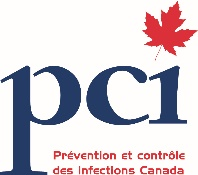 pci
Prévention et contrôle
des infections Canada